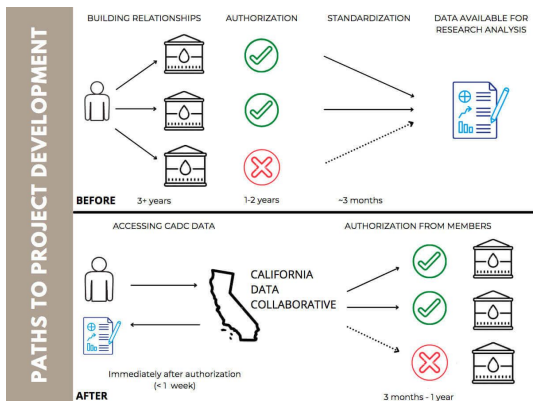 PATHS TO PROJECT DEVELOPMENT
BUILDING RELATIONSHIPS
AUTHORIZATION
STANDARDIZATION
DATA AVAILABLE FOR
RESEARCH ANALYSIS
BEFORE
3+ years
1-2 years
~3 months
ACCESSING CADC DATA
AUTHORIZATION FROM MEMBERS
CALIFORNIA
DATA
COLLABORATIVE
Immediately after authorization
(< 1 week)
AFTER
3 months - 1 year